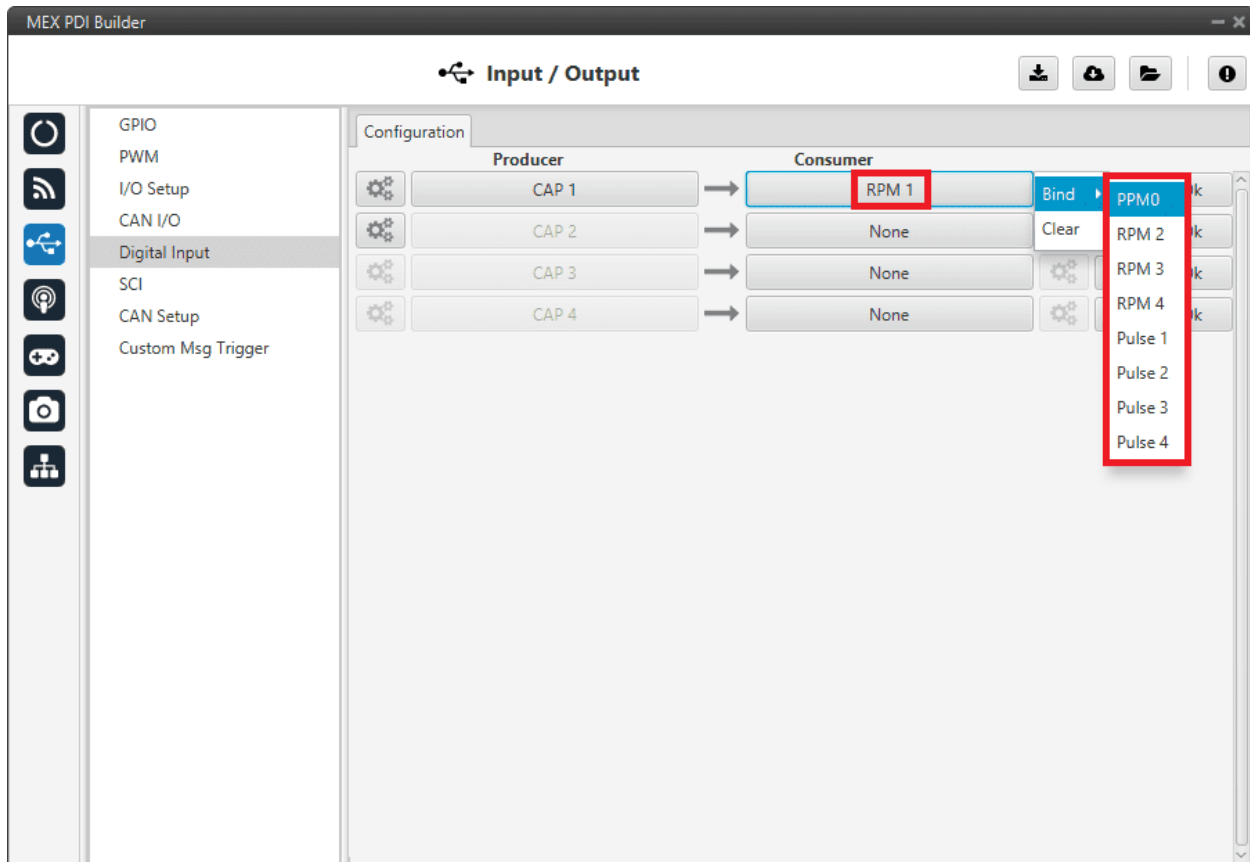 MEX PDI Builder
Input / Output
GPIO
PWM
I/O Setup
CAN I/O
Digital Input
SCI
CAN Setup
Custom Msg Trigger
Configuration
Producer Consumer
CAP 1 RPM 1
CAP 2 None
CAP 3 None
CAP 4 None
Bind
Clear
PPM0
RPM 2
RPM 3
RPM 4
Pulse 1
Pulse 2
Pulse 3
Pulse 4